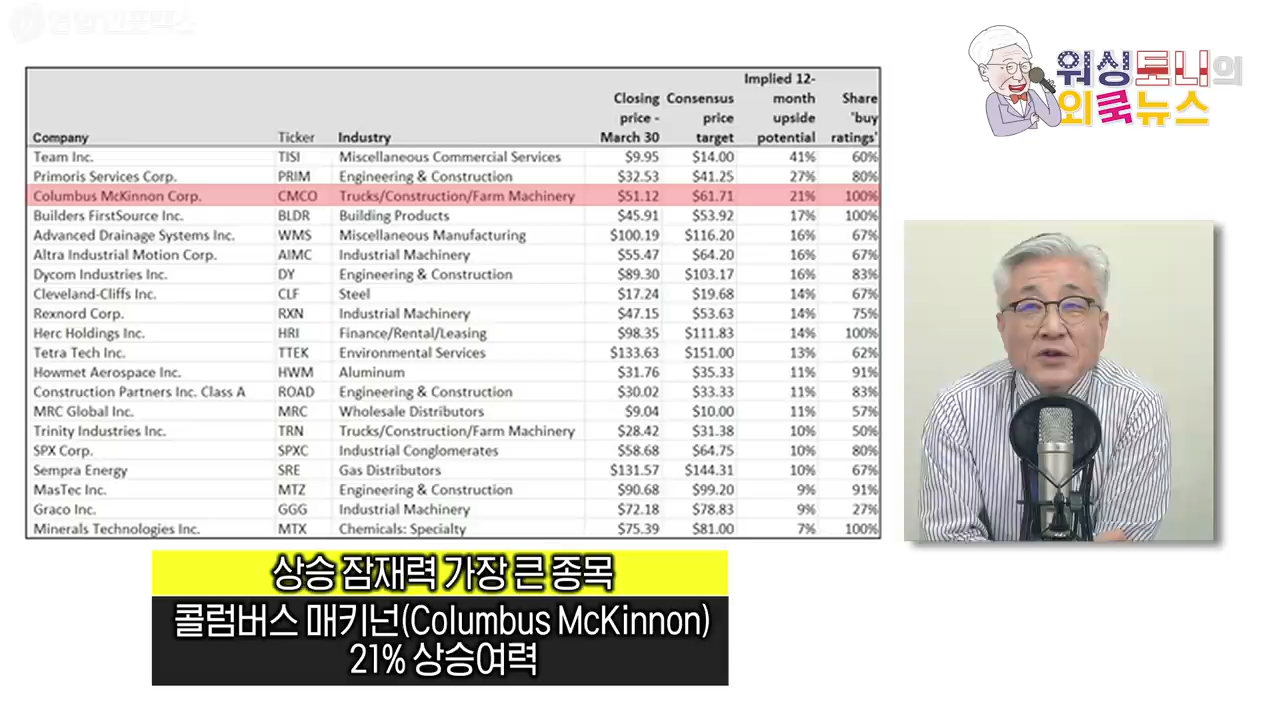 연합인포맥스
워싱토니의
외쿡뉴스
Implied 12-
Closing Consensus month Share
price - price upside 'buy
Company Ticker Industry March 30 target potential ratings'
Team Inc. TISI Miscellaneous Commercial Services $9.95 $14.00 41% 60%
Primoris Services Corp. PRIM Engineering & Construction $32.53 $41.25 27% 80%
Columbus McKinnon Corp. CMCO Trucks/Construction/Farm Machinery $51.12 $61.71 21% 100%
Builders FirstSource Inc. BLDR Building Products $45.91 $53.92 17% 100%
Advanced Drainage Systems Inc. WMS Miscellaneous Manufacturing $100.19 $116.20 16% 67%
Altra Industrial Motion Corp. AIMC Industrial Machinery $55.47 $64.20 16% 67%
Dycom Industries Inc. DY Engineering & Construction $89.30 $103.17 16% 83%
Cleveland-Cliffs Inc. CLF Steel $17.24 $19.68 14% 67%
Rexnord Corp. RXN Industrial Machinery $47.15 $53.63 14% 75%
Herc Holdings Inc. HRI Finance/Rental/Leasing $98.35 $111.83 14% 100%
Tetra Tech Inc. TTEK Environmental Services $133.63 $151.00 13% 62%
Howmet Aerospace Inc. HWM Aluminum $31.76 $35.33 11% 91%
Construction Partners Inc. Class A ROAD Engineering & Construction $30.02 $33.33 11% 83%
MRC Global Inc. MRC Wholesale Distributors $9.04 $10.00 11% 57%
Trinity Industries Inc. TRN Trucks/Construction/Farm Machinery $28.42 $31.38 10% 50%
SPX Corp. SPXC Industrial Conglomerates $58.68 $64.75 10% 80%
Sempra Energy SRE Gas Distributors $131.57 $144.31 10% 67%
MasTec Inc. MTZ Engineering & Construction $90.68 $99.20 9% 91%
Graco Inc. GGG Industrial Machinery $72.18 $78.83 9% 27%
Minerals Technologies Inc. MTX Chemicals: Specialty $75.39 $81.00 7% 100%
상승 잠재력 가장 큰 종목
콜럼버스 매키넌(Columbus McKinnon)
21% 상승여력